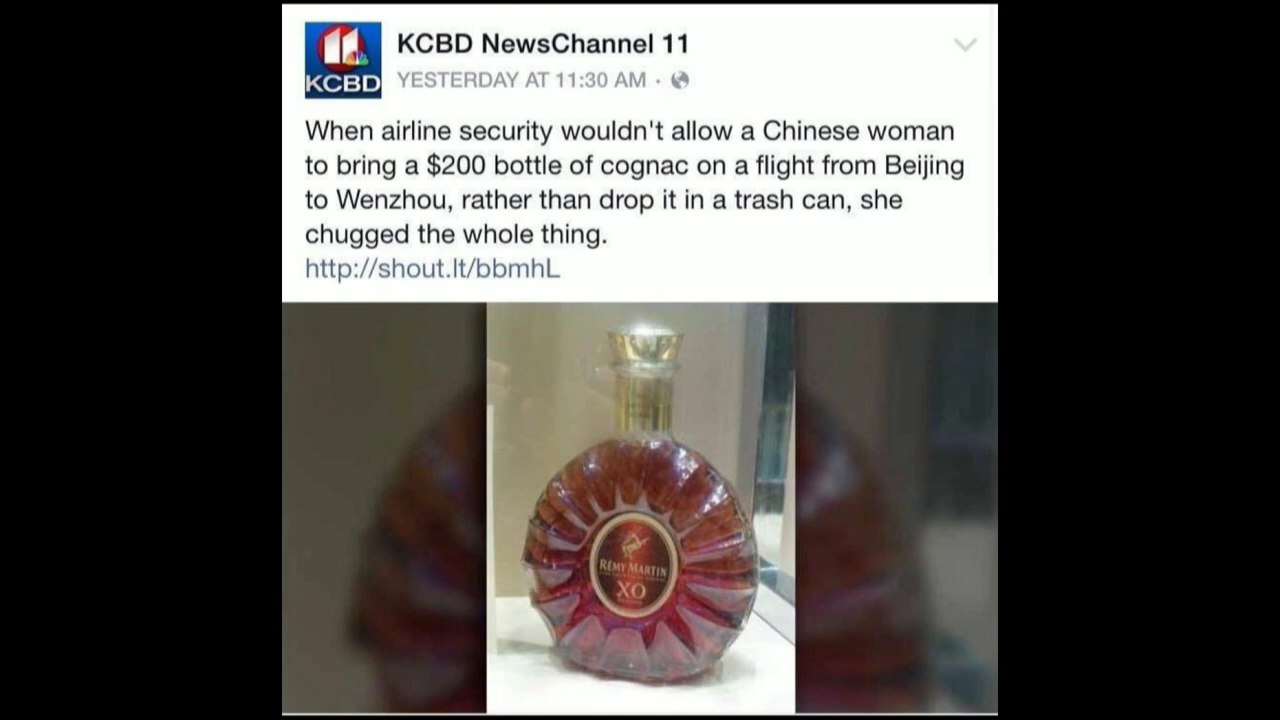 11
KCBD
KCBD NewsChannel 11
YESTERDAY AT 11:30 AM ·
When airline security wouldn't allow a Chinese woman
to bring a $200 bottle of cognac on a flight from Beijing
to Wenzhou, rather than drop it in a trash can, she
chugged the whole thing.
http://shout.lt/bbmhL
RÉMY MARTIN
XO